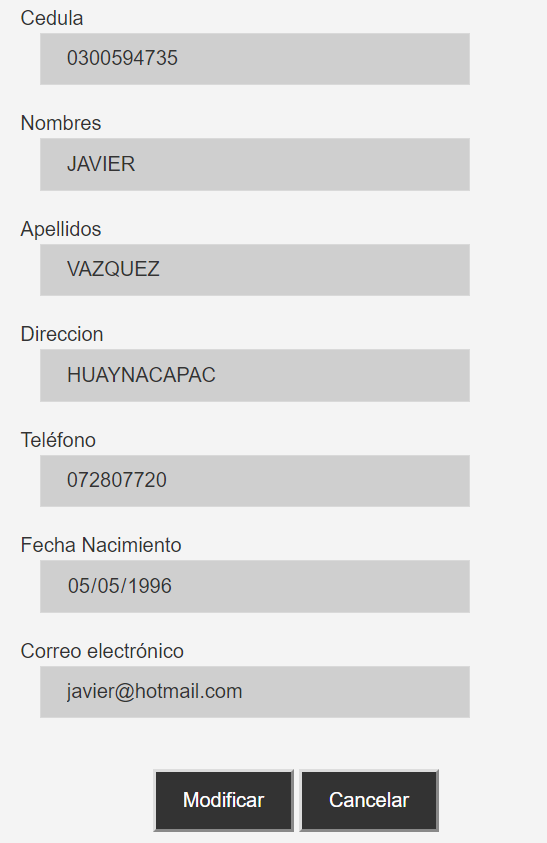 Cedula
0300594735
Nombres
JAVIER
Apellidos
VAZQUEZ
Direccion
HUAYNACAPAC
Teléfono
072807720
Fecha Nacimiento
05/05/1996
Correo electrónico
javier@hotmail.com
Modificar Cancelar